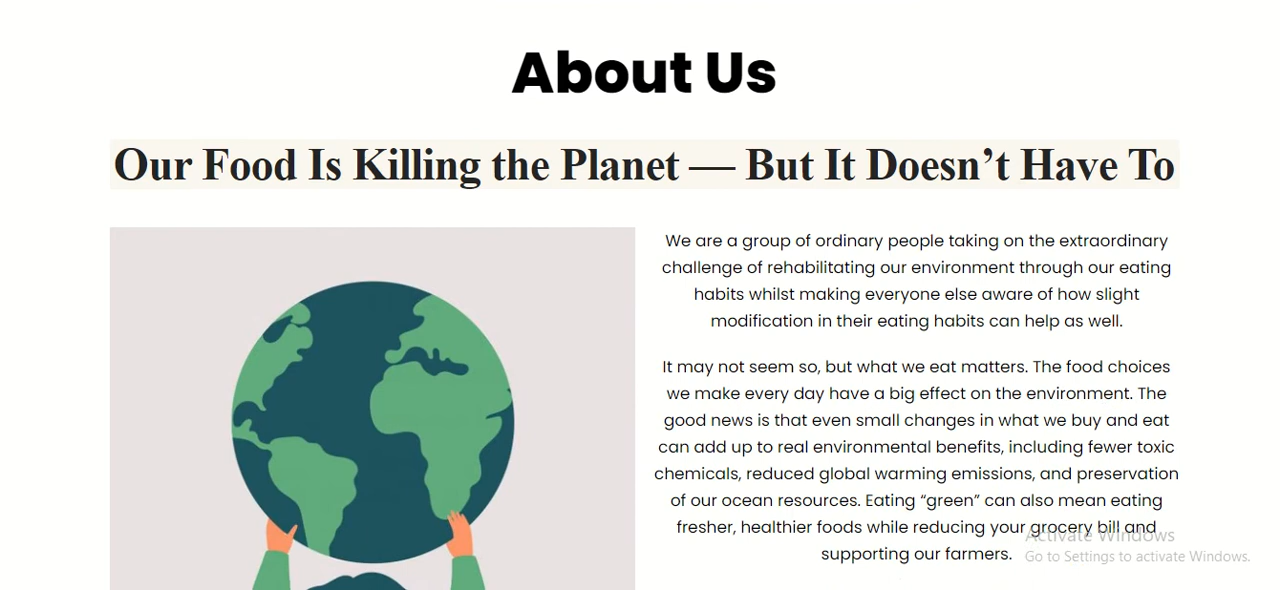 About Us
Our Food Is Killing the Planet — But It Doesn’t Have To
We are a group of ordinary people taking on the extraordinary
challenge of rehabilitating our environment through our eating
habits whilst making everyone else aware of how slight
modification in their eating habits can help as well.
It may not seem so, but what we eat matters. The food choices
we make every day have a big effect on the environment. The
good news is that even small changes in what we buy and eat
can add up to real environmental benefits, including fewer toxic
chemicals, reduced global warming emissions, and preservation
of our ocean resources. Eating “green” can also mean eating
fresher, healthier foods while reducing your grocery bill and
supporting our farmers.
Activate Windows
Go to Settings to activate Windows.